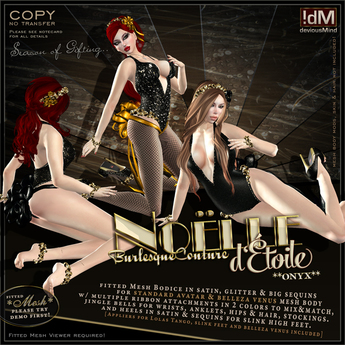 COPY
NO TRANSFER
PLEASE SEE NOTECARD
FOR ALL DETAILS
Season of Gifting...
!dM
deviousMind
NOËLLE
Burlesque Couture
d'Étoile
**ONYX**
FITTED MESH BODICE IN SATIN, GLITTER & BIG SEQUINS
FOR STANDARD AVATAR & BELLEZA VENUS MESH BODY
W/ MULTIPLE RIBBON ATTACHMENTS IN 2 COLORS TO MIX&MATCH,
JINGLE BELLS FOR WRISTS, ANKLETS, HIPS & HAIR, STOCKINGS,
AND HEELS IN SATIN & SEQUINS FOR SLINK HIGH FEET.
(APPLIERS FOR LOLAS TANGO, SLINK FEET AND BELLEZA VENUS INCLUDED)
FITTED
*Mesh*
PLEASE TRY
DEMO FIRST!
FITTED MESH VIEWER REQUIRED!